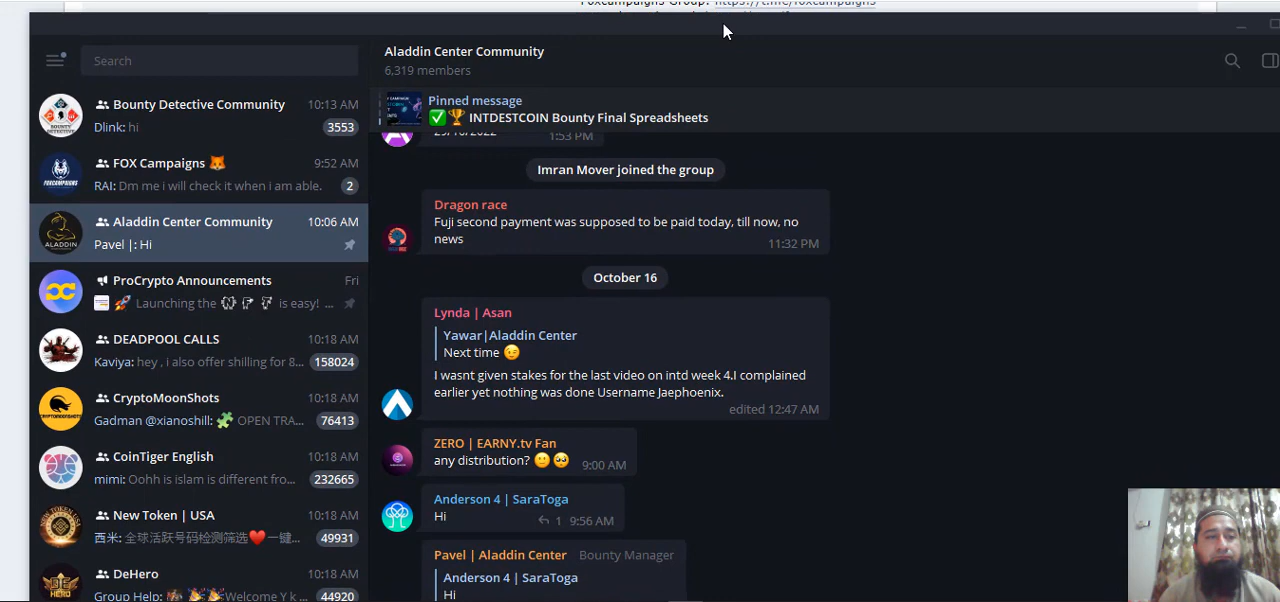 Foxcampaigns Group: https://t.me/foxcampaigns
Search
Bounty Detective Community 10:13 AM
Dlink: hi 3553
FOX Campaigns 🦊 9:52 AM
RAI: Dm me i will check it when i am able. 2
Aladdin Center Community 10:06 AM
Pavel |: Hi
ProCrypto Announcements Fri
🚀 Launching the is easy! ...
DEADPOOL CALLS 10:18 AM
Kaviya: hey , i also offer shilling for 8... 158024
CryptoMoonShots 10:18 AM
Gadman @xianoshill: 🧩 OPEN TRA... 76413
CoinTiger English 10:18 AM
mimi: Oohh is islam is different fro... 232665
New Token | USA 10:18 AM
西米: 全球活跃号码检测筛选❤️一键... 49931
DeHero 10:18 AM
Group Help: 🎉🎉Welcome Y k ... 44920
Aladdin Center Community
6,319 members
Pinned message
✅🏆 INTDESTCOIN Bounty Final Spreadsheets
29/10/2022 1:53 PM
Imran Mover joined the group
Dragon race
Fuji second payment was supposed to be paid today, till now, no
news 11:32 PM
October 16
Lynda | Asan
Yawar|Aladdin Center
Next time 😉
I wasnt given stakes for the last video on intd week 4.I complained
earlier yet nothing was done Username Jaephoenix.
edited 12:47 AM
ZERO | EARNY.tv Fan
any distribution? 🙂🥺 9:00 AM
Anderson 4 | SaraToga
Hi 1 9:56 AM
Pavel | Aladdin Center Bounty Manager
Anderson 4 | SaraToga
Hi
ALADDIN